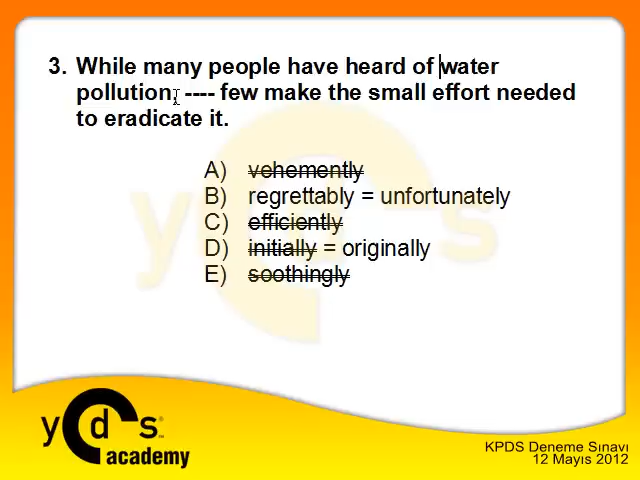 3. While many people have heard of water
pollution, ---- few make the small effort needed
to eradicate it.
A) vehemently
B) regrettably = unfortunately
C) efficiently
D) initially = originally
E) soothingly
yds
yds
academy
KPDS Deneme Sınavı
12 Mayıs 2012